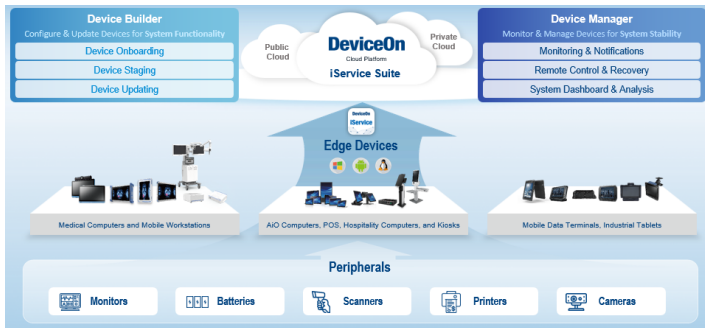 Device Builder
Configure & Update Devices for System Functionality
Device Onboarding
Device Staging
Device Updating
Public
Cloud
DeviceOn
Cloud Platform
iService Suite
Private
Cloud
Device Manager
Monitor & Manage Devices for System Stability
Monitoring & Notifications
Remote Control & Recovery
System Dashboard & Analysis
DeviceOn
iService
Edge Devices
Medical Computers and Mobile Workstations
AiO Computers, POS, Hospitality Computers, and Kiosks
Mobile Data Terminals, Industrial Tablets
Peripherals
Monitors
Batteries
Scanners
Printers
Cameras